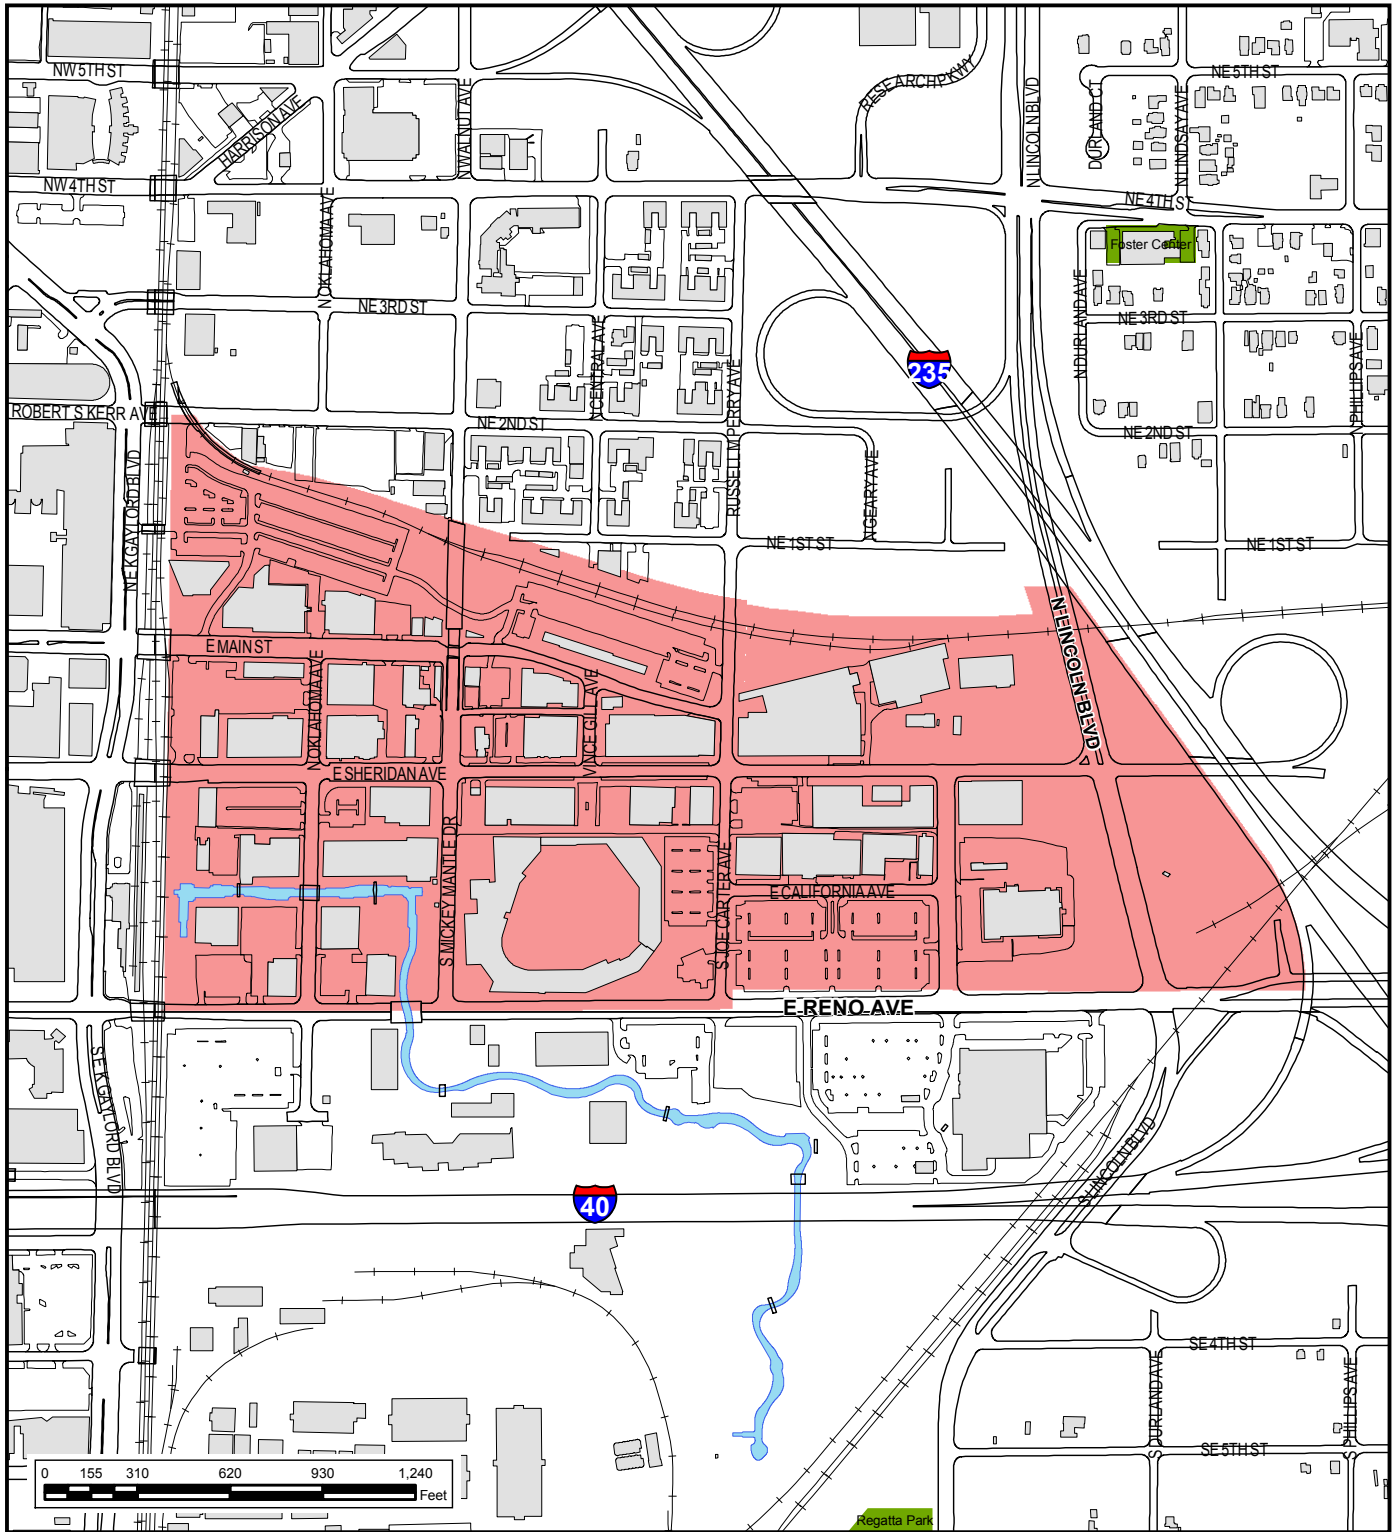 NW 5TH ST
HARRISON AVE
N WALNUT AVE
RESEARCH PKWY
N LINCOLN BLVD
DURLAND CT
N LINDSAY AVE
NE 5TH ST
NW 4TH ST
NE 4TH ST
Foster Center
N OKLAHOMA AVE
NE 3RD ST
N DURLAND AVE
NE 3RD ST
235
N CENTRAL AVE
RUSSELL M PERRY AVE
N PHILLIPS AVE
ROBERT S KERR AVE
NE 2ND ST
NE 2ND ST
N E K GAYLORD BLVD
N GEARY AVE
NE 1ST ST
NE 1ST ST
N LINCOLN BLVD
E MAIN ST
N OKLAHOMA AVE
VINCE GILL AVE
E SHERIDAN AVE
S MICKEY MANTLE DR
S JOE CARTER AVE
E CALIFORNIA AVE
E RENO AVE
S E K GAYLORD BLVD
S LINCOLN BLVD
40
SE 4TH ST
S DURLAND AVE
S PHILLIPS AVE
SE 5TH ST
0 155 310 620 930 1,240
Feet
Regatta Park